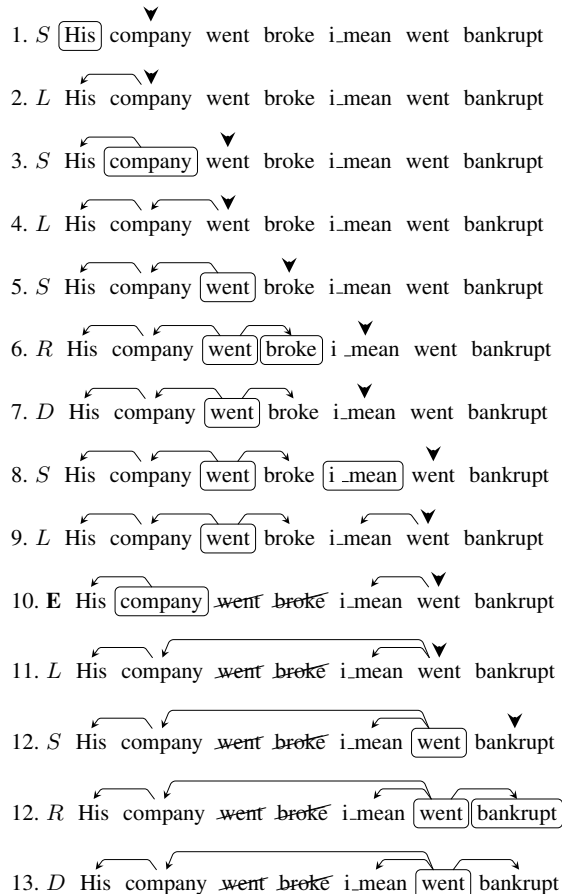 1. S His company went broke i_mean went bankrupt
2. L His company went broke i_mean went bankrupt
3. S His company went broke i_mean went bankrupt
4. L His company went broke i_mean went bankrupt
5. S His company went broke i_mean went bankrupt
6. R His company went broke i_mean went bankrupt
7. D His company went broke i_mean went bankrupt
8. S His company went broke i_mean went bankrupt
9. L His company went broke i_mean went bankrupt
10. E His company went broke i_mean went bankrupt
11. L His company went broke i_mean went bankrupt
12. S His company went broke i_mean went bankrupt
12. R His company went broke i_mean went bankrupt
13. D His company went broke i_mean went bankrupt